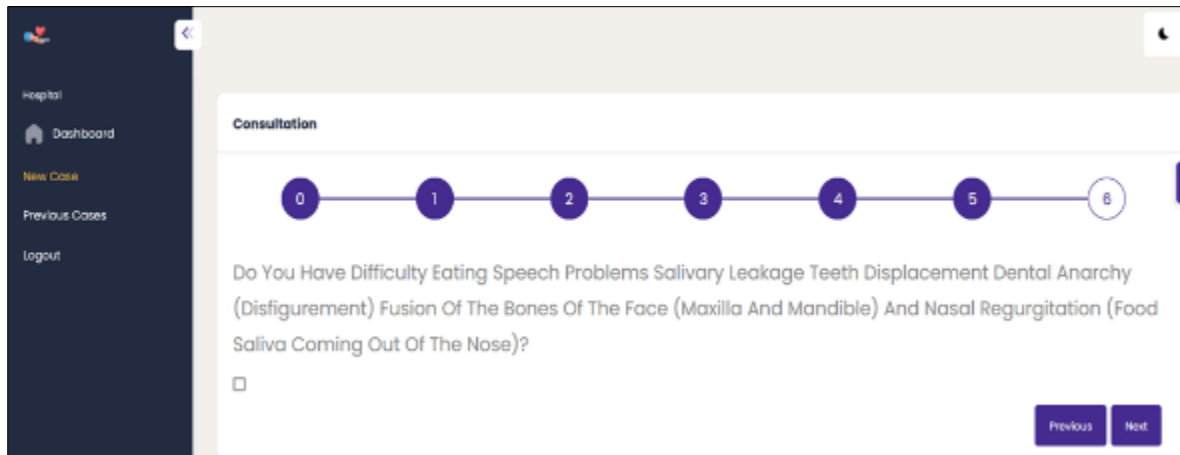 Hospital
Dashboard
New Case
Previous Cases
Logout
Consultation
0 1 2 3 4 5 6
Do You Have Difficulty Eating Speech Problems Salivary Leakage Teeth Displacement Dental Anarchy
(Disfigurement) Fusion Of The Bones Of The Face (Maxilla And Mandible) And Nasal Regurgitation (Food
Saliva Coming Out Of The Nose)?
Previous Next